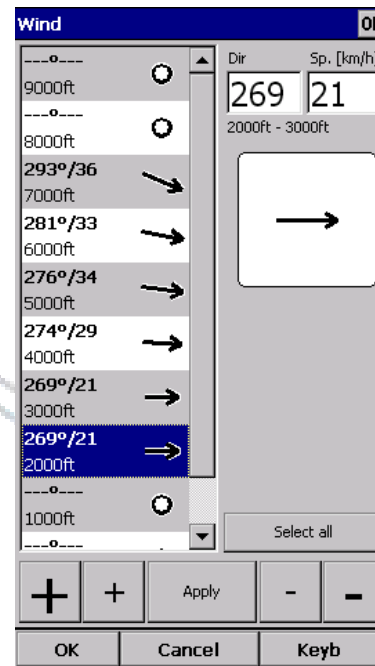 Wind
OK
---º---
9000ft
---º---
8000ft
293º/36
7000ft
281º/33
6000ft
276º/34
5000ft
274º/29
4000ft
269º/21
3000ft
269º/21
2000ft
---º---
1000ft
---º---
Dir Sp. [km/h]
269 21
2000ft - 3000ft
Select all
+ + Apply - -
OK Cancel Keyb